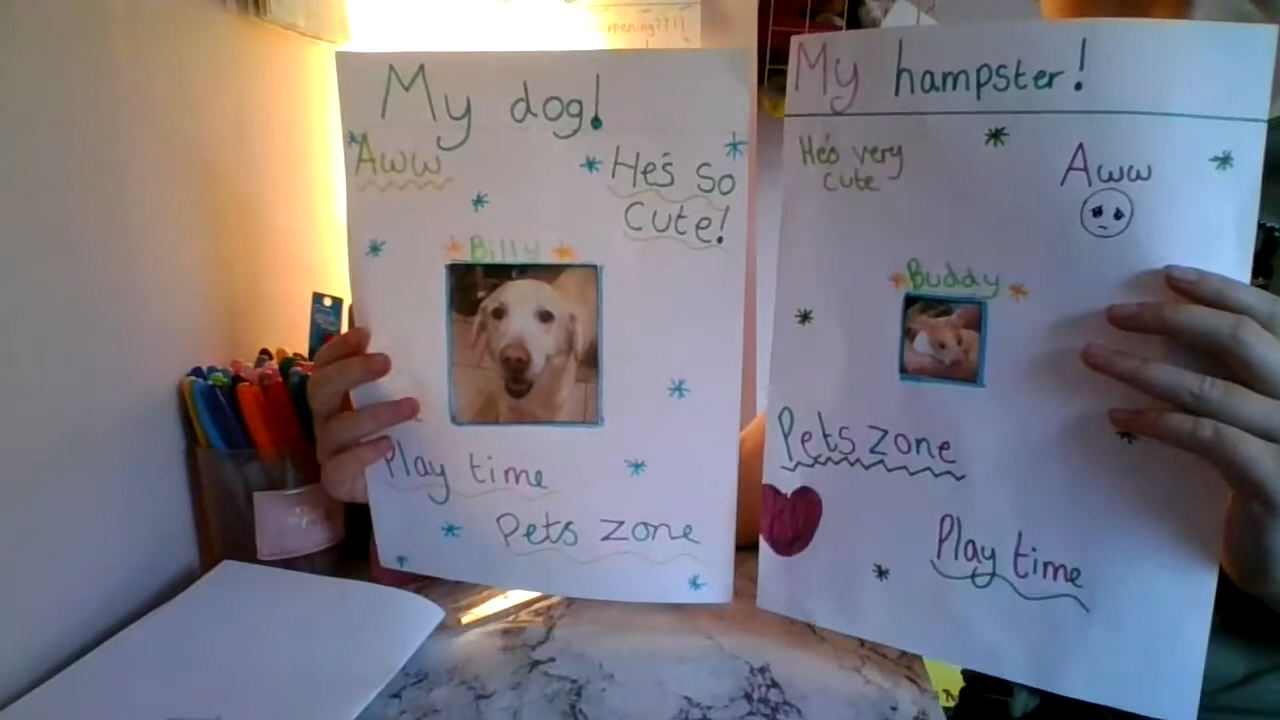 ppening???!!
My dog!
Aww
He's so
cute!
Billy
Play time
Pets zone
My hampster!
He's very
cute
Aww
Buddy
Pets zone
Play time